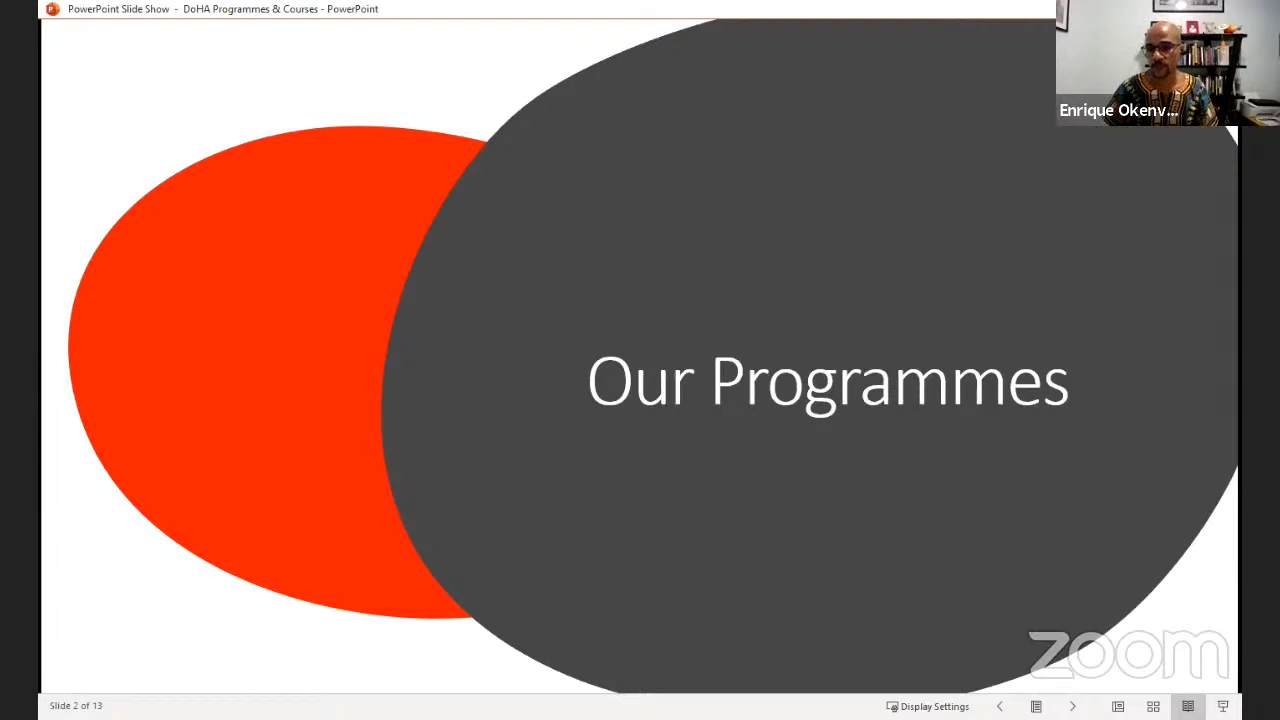 PowerPoint Slide Show - DoHA Programmes & Courses - PowerPoint
Enrique Okenv...
Our Programmes
zoom
Slide 2 of 13
Display Settings